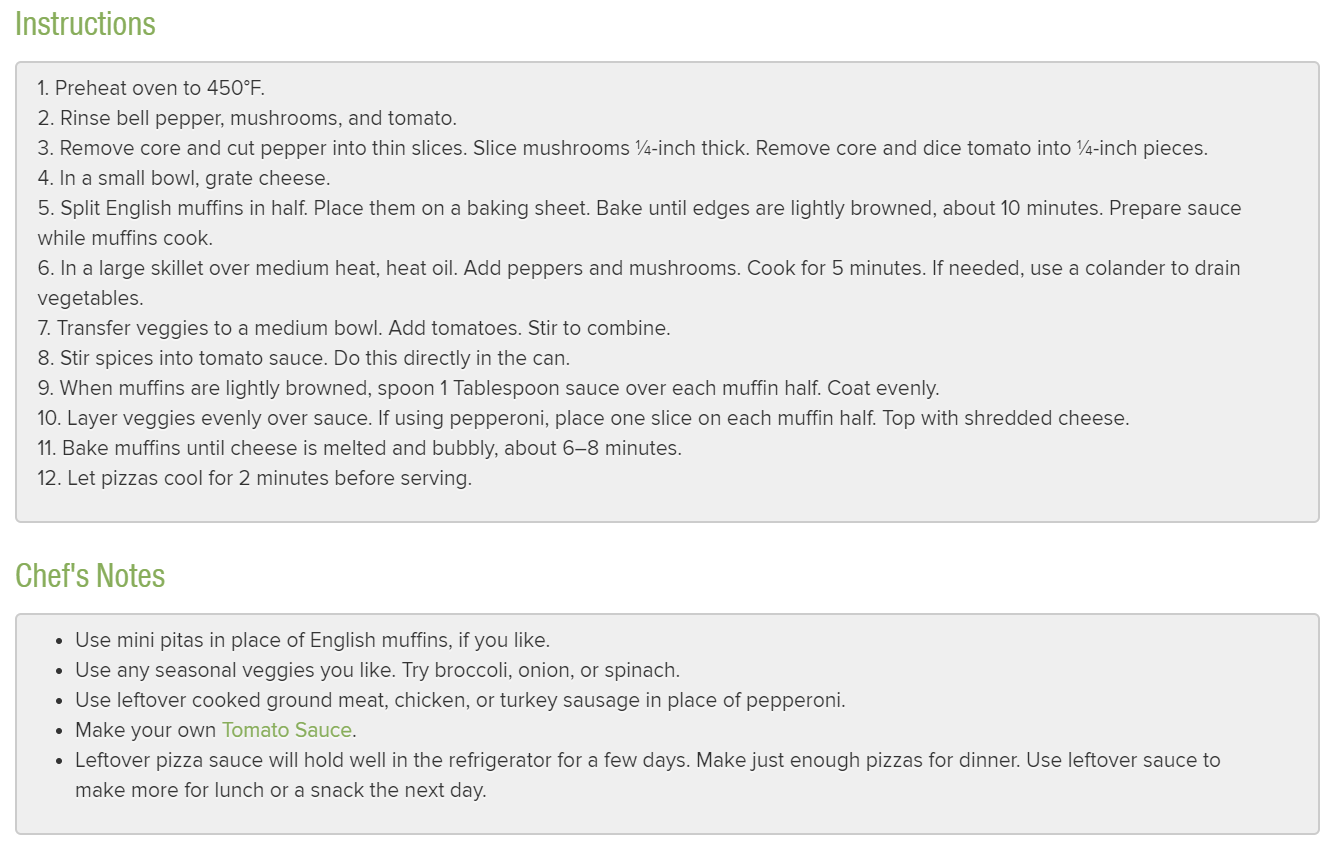 Instructions
1. Preheat oven to 450°F.
2. Rinse bell pepper, mushrooms, and tomato.
3. Remove core and cut pepper into thin slices. Slice mushrooms ¼-inch thick. Remove core and dice tomato into ¼-inch pieces.
4. In a small bowl, grate cheese.
5. Split English muffins in half. Place them on a baking sheet. Bake until edges are lightly browned, about 10 minutes. Prepare sauce
while muffins cook.
6. In a large skillet over medium heat, heat oil. Add peppers and mushrooms. Cook for 5 minutes. If needed, use a colander to drain
vegetables.
7. Transfer veggies to a medium bowl. Add tomatoes. Stir to combine.
8. Stir spices into tomato sauce. Do this directly in the can.
9. When muffins are lightly browned, spoon 1 Tablespoon sauce over each muffin half. Coat evenly.
10. Layer veggies evenly over sauce. If using pepperoni, place one slice on each muffin half. Top with shredded cheese.
11. Bake muffins until cheese is melted and bubbly, about 6–8 minutes.
12. Let pizzas cool for 2 minutes before serving.
Chef's Notes
• Use mini pitas in place of English muffins, if you like.
• Use any seasonal veggies you like. Try broccoli, onion, or spinach.
• Use leftover cooked ground meat, chicken, or turkey sausage in place of pepperoni.
• Make your own Tomato Sauce.
• Leftover pizza sauce will hold well in the refrigerator for a few days. Make just enough pizzas for dinner. Use leftover sauce to
make more for lunch or a snack the next day.